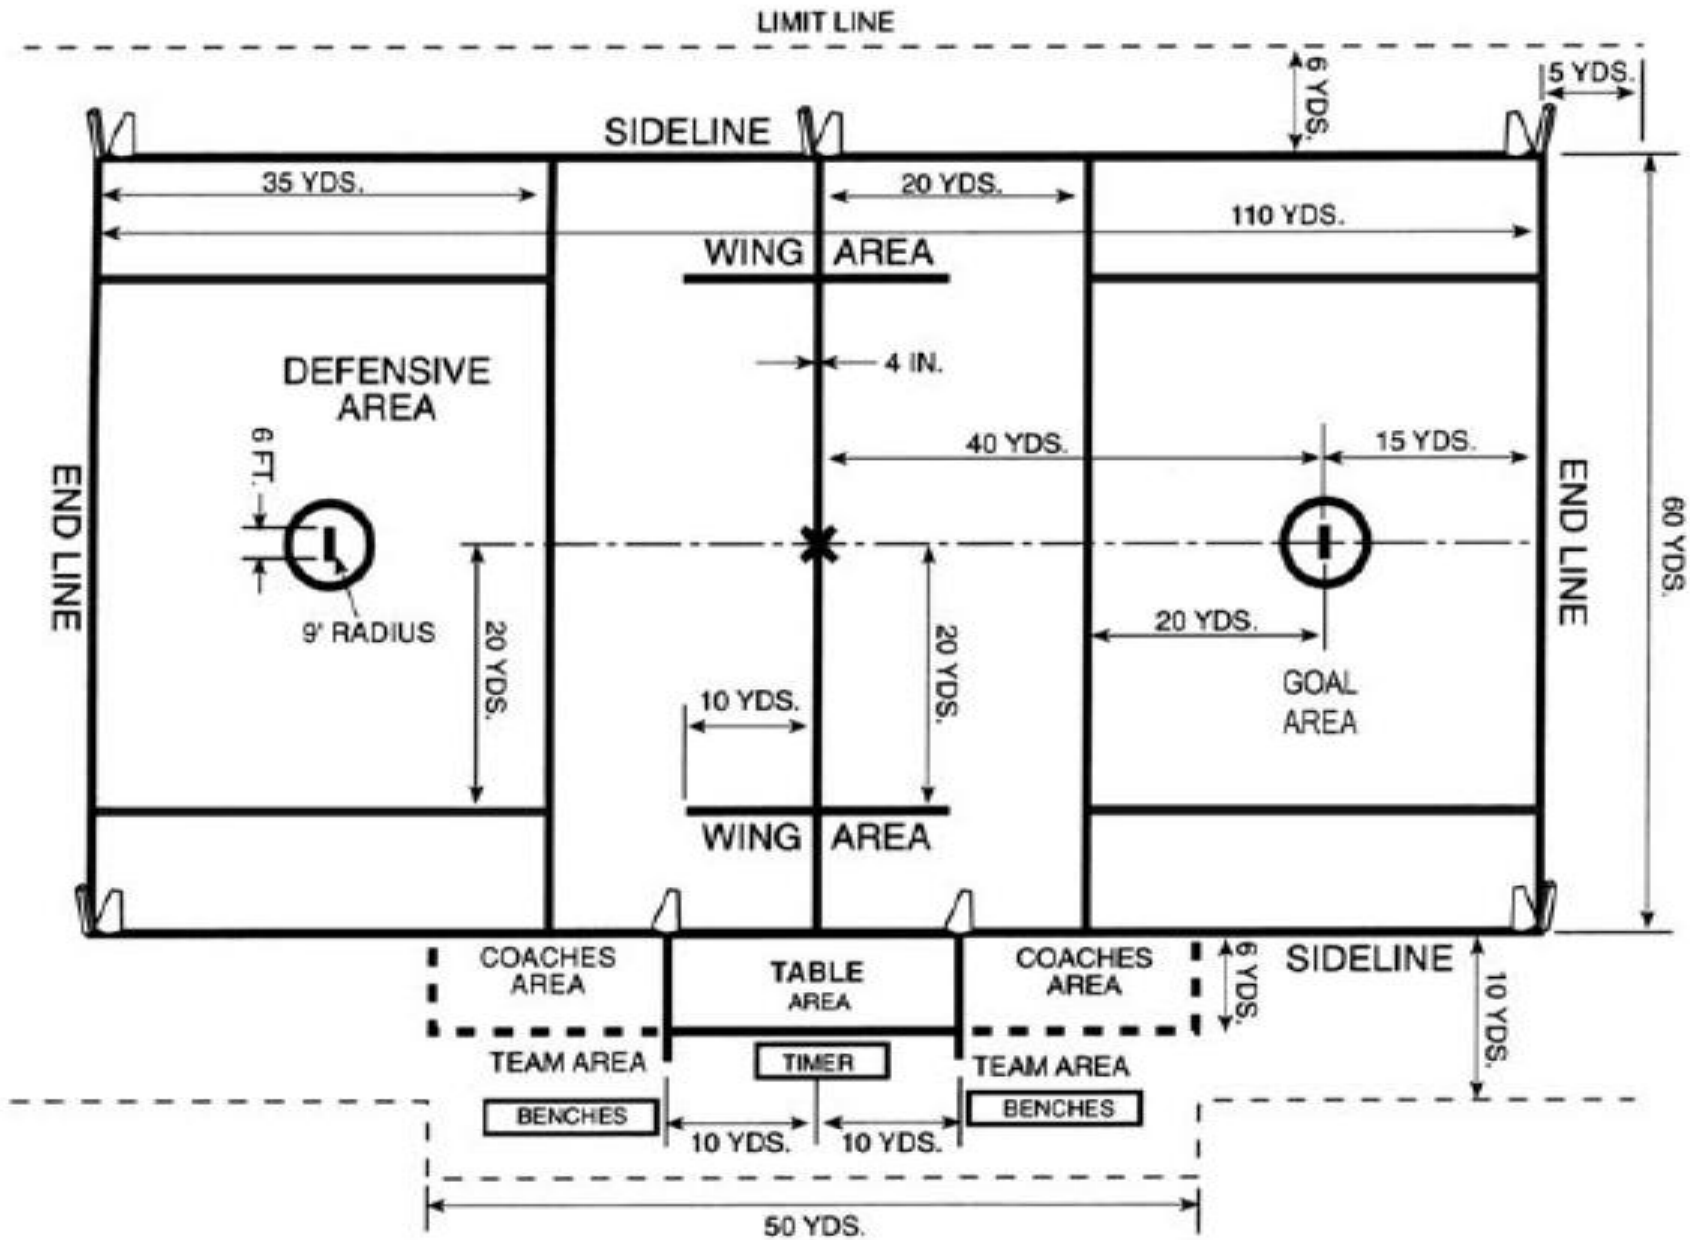 LIMIT LINE
6 YDS.
5 YDS.
SIDELINE
35 YDS.
20 YDS.
110 YDS.
WING AREA
4 IN.
DEFENSIVE
AREA
6 FT.
40 YDS.
15 YDS.
END LINE
END LINE
60 YDS.
9' RADIUS
20 YDS.
20 YDS.
20 YDS.
10 YDS.
GOAL
AREA
WING AREA
COACHES
AREA
TABLE
AREA
COACHES
AREA
6 YDS.
SIDELINE
10 YDS.
TEAM AREA
TIMER
TEAM AREA
BENCHES
BENCHES
10 YDS.
10 YDS.
50 YDS.